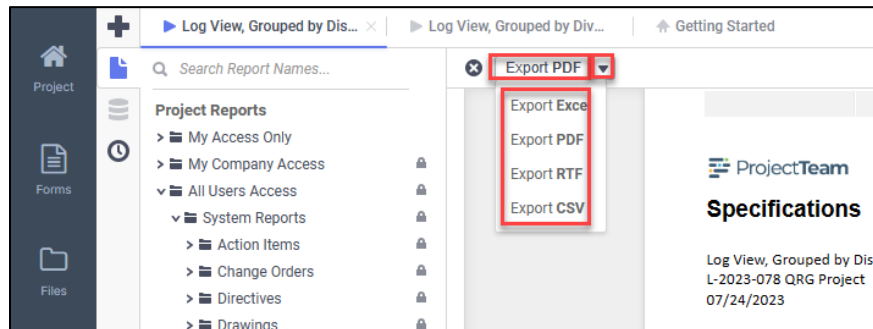 Log View, Grouped by Dis...
Log View, Grouped by Div...
Getting Started
Project
Forms
Files
Search Report Names...
Project Reports
My Access Only
My Company Access
All Users Access
System Reports
Action Items
Change Orders
Directives
Drawings
Export PDF
Export Exce
Export PDF
Export RTF
Export CSV
ProjectTeam
Specifications
Log View, Grouped by Dis
L-2023-078 QRG Project
07/24/2023